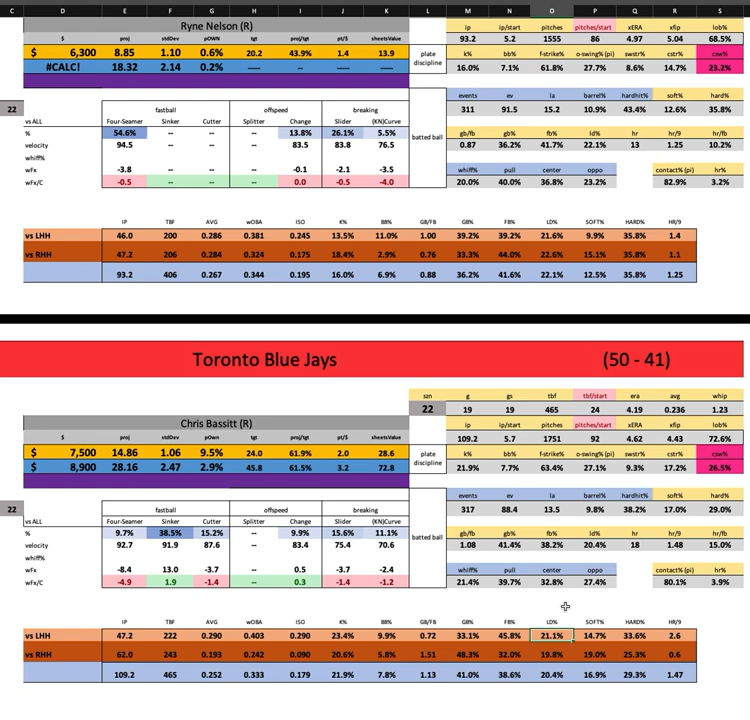 C D E F G H I J K L M N O P Q R S
Ryne Nelson (R) ip ip/start pitches pitches/start xERA xfip lob%
$ proj stdDev pOWN tgt proj/tgt pt/$ sheetsValue 93.2 5.2 1555 86 4.97 5.04 68.5%
$ 6,300 8.85 1.10 0.6% 20.2 43.9% 1.4 13.9 plate discipline k% bb% f-strike% o-swing% (pi) swstr% cstr% csw%
#CALC! 18.32 2.14 0.2% ---- ---- ---- ---- 16.0% 7.1% 61.8% 27.7% 8.6% 14.7% 23.2%
events ev la barrel% hardhit% soft% hard%
22 fastball offspeed breaking 311 91.5 15.2 10.9% 43.4% 12.6% 35.8%
vs ALL Four-Seamer Sinker Cutter Splitter Change Slider (KN)Curve
% 54.6% -- -- -- 13.8% 26.1% 5.5% batted ball gb/fb gb% fb% ld% hr hr/9 hr/fb
velocity 94.5 -- -- -- 83.5 83.8 76.5 0.87 36.2% 41.7% 22.1% 13 1.25 10.2%
whiff%
wFx -3.8 -- -- -- -0.1 -2.1 -3.5 whiff% pull center oppo contact% (pi) hr%
wFx/C -0.5 -- -- -- 0.0 -0.5 -4.0 20.0% 40.0% 36.8% 23.2% 82.9% 3.2%
IP TBF AVG wOBA ISO K% BB% GB/FB GB% FB% LD% SOFT% HARD% HR/9
vs LHH 46.0 200 0.286 0.381 0.245 13.5% 11.0% 1.00 39.2% 39.2% 21.6% 9.9% 35.8% 1.4
vs RHH 47.2 206 0.284 0.324 0.175 18.4% 2.9% 0.76 33.3% 44.0% 22.6% 15.1% 35.8% 1.1
93.2 406 0.267 0.344 0.195 16.0% 6.9% 0.88 36.2% 41.6% 22.1% 12.5% 35.8% 1.25
Toronto Blue Jays (50 - 41)
szn g gs tbf tbf/start era avg whip
22 19 19 465 24 4.19 0.236 1.23
Chris Bassitt (R) ip ip/start pitches pitches/start xERA xfip lob%
$ proj stdDev pOwn tgt proj/tgt pt/$ sheetsValue 109.2 5.7 1751 92 4.62 4.43 72.6%
$ 7,500 14.86 1.06 9.5% 24.0 61.9% 2.0 28.6 plate discipline k% bb% f-strike% o-swing% (pi) swstr% cstr% csw%
$ 8,900 28.16 2.47 2.9% 45.8 61.5% 3.2 72.8 21.9% 7.7% 63.4% 27.1% 9.3% 17.2% 26.5%
events ev la barrel% hardhit% soft% hard%
22 fastball offspeed breaking 317 88.4 13.5 9.8% 38.2% 17.0% 29.0%
vs ALL Four-Seamer Sinker Cutter Splitter Change Slider (KN)Curve
% 9.7% 38.5% 15.2% -- 9.9% 15.6% 11.1% batted ball gb/fb gb% fb% ld% hr hr/9 hr/fb
velocity 92.7 91.9 87.6 -- 83.4 75.4 70.6 1.08 41.4% 38.2% 20.4% 18 1.48 15.0%
whiff%
wFx -8.4 13.0 -3.7 -- 0.5 -3.7 -2.4 whiff% pull center oppo contact% (pi) hr%
wFx/C -4.9 1.9 -1.4 -- 0.3 -1.4 -1.2 21.4% 39.7% 32.8% 27.4% 80.1% 3.9%
IP TBF AVG wOBA ISO K% BB% GB/FB GB% FB% LD% SOFT% HARD% HR/9
vs LHH 47.2 222 0.290 0.403 0.290 23.4% 9.9% 0.72 33.1% 45.8% 21.1% 14.7% 33.6% 2.6
vs RHH 62.0 243 0.193 0.242 0.090 20.6% 5.8% 1.51 48.3% 32.0% 19.8% 19.0% 25.3% 0.6
109.2 465 0.252 0.333 0.179 21.9% 7.8% 1.13 41.0% 38.6% 20.4% 16.9% 29.3% 1.47